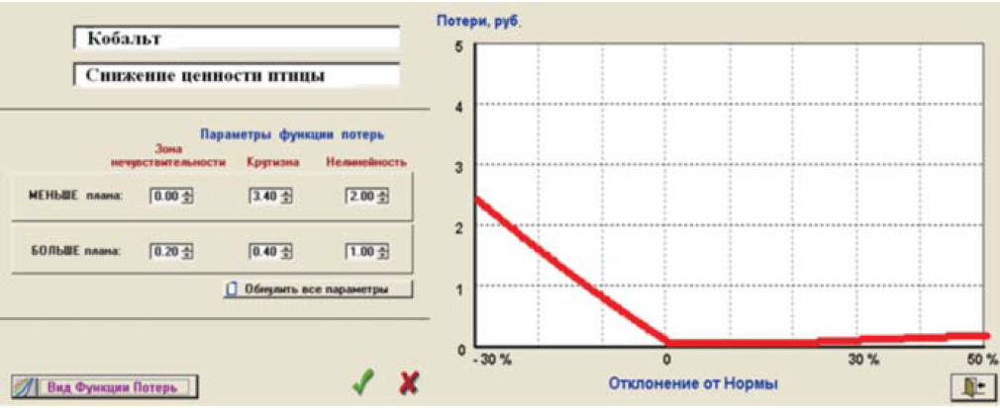 Кобальт
Снижение ценности птицы
Параметры функции потерь
Зона
нечувствительности Крутизна Нелинейность
МЕНЬШЕ плана: 0.00 3.40 2.00
БОЛЬШЕ плана: 0.20 0.40 1.00
Обнулить все параметры
Вид Функции Потерь
Потери, руб.
5
4
3
2
1
0
-30 % 0 30 % 50 %
Отклонение от Нормы